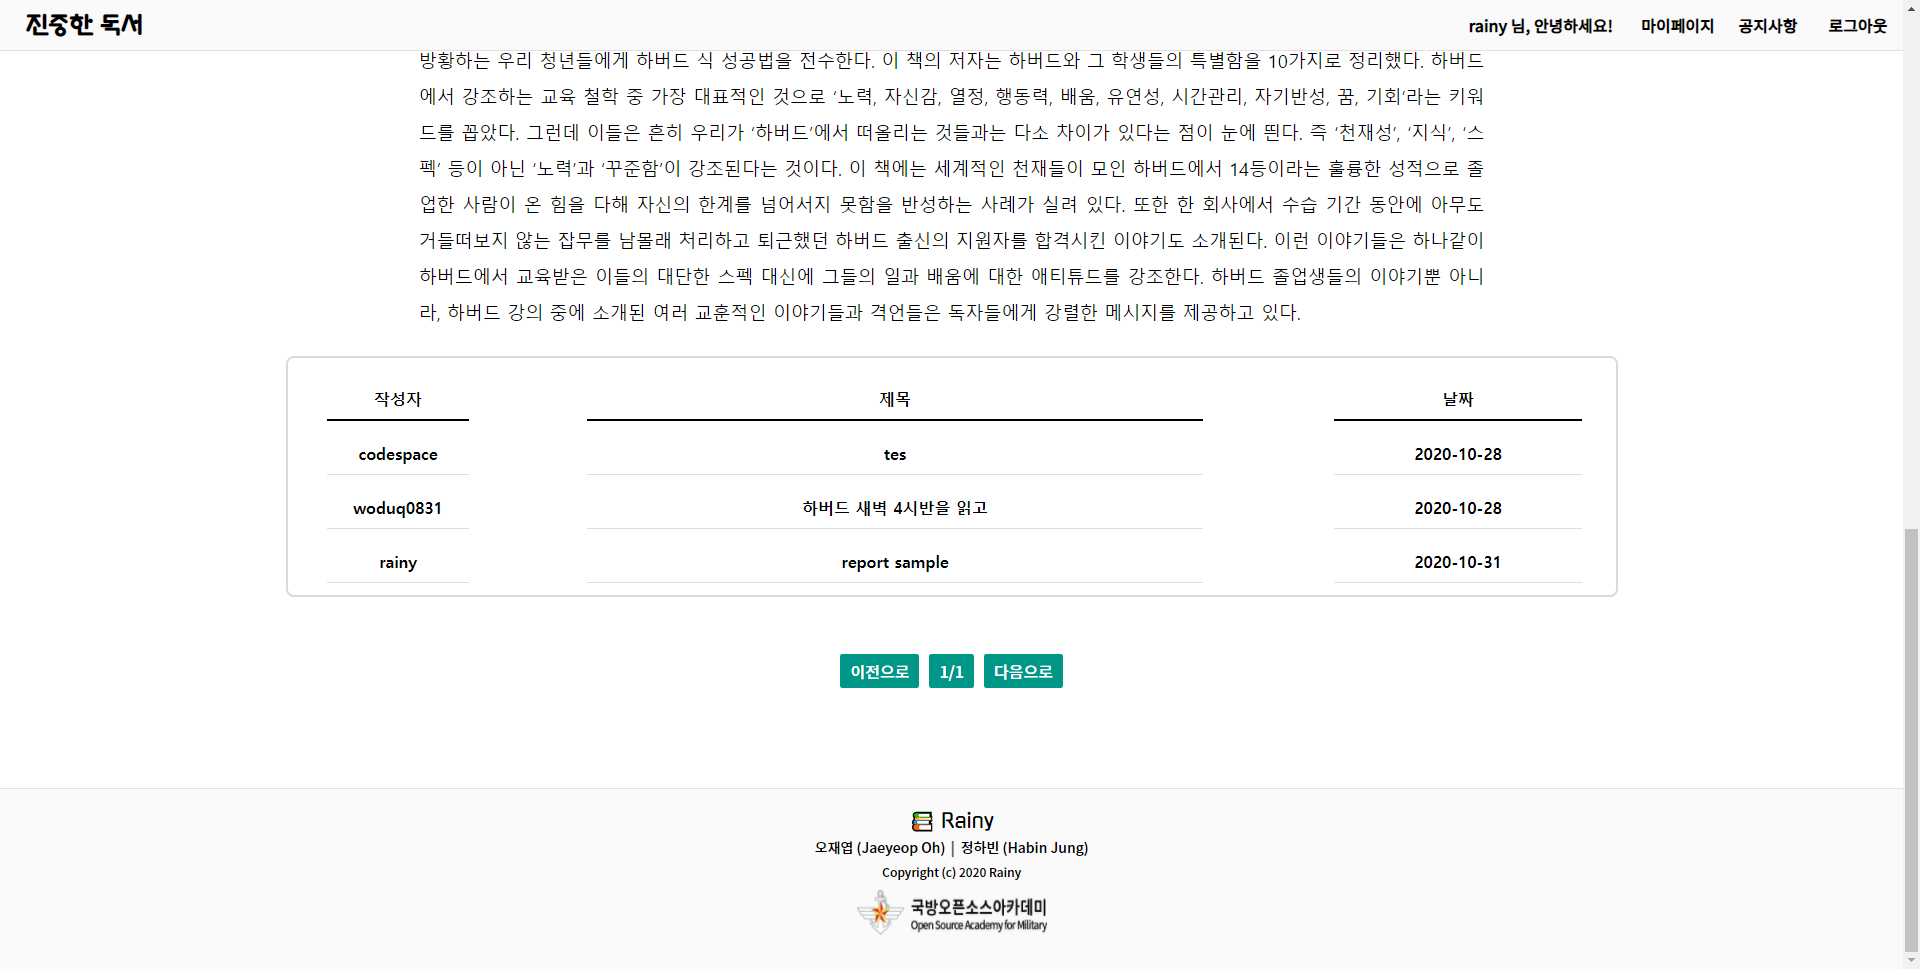 진중한 독서
rainy 님, 안녕하세요! 마이페이지 공지사항 로그아웃
방황하는 우리 청년들에게 하버드 식 성공법을 전수한다. 이 책의 저자는 하버드와 그 학생들의 특별함을 10가지로 정리했다. 하버드
에서 강조하는 교육 철학 중 가장 대표적인 것으로 ‘노력, 자신감, 열정, 행동력, 배움, 유연성, 시간관리, 자기반성, 꿈, 기회’라는 키워
드를 꼽았다. 그런데 이들은 흔히 우리가 ‘하버드’에서 떠올리는 것들과는 다소 차이가 있다는 점이 눈에 띈다. 즉 ‘천재성’, ‘지식’, ‘스
펙’ 등이 아닌 ‘노력’과 ‘꾸준함’이 강조된다는 것이다. 이 책에는 세계적인 천재들이 모인 하버드에서 14등이라는 훌륭한 성적으로 졸
업한 사람이 온 힘을 다해 자신의 한계를 넘어서지 못함을 반성하는 사례가 실려 있다. 또한 한 회사에서 수습 기간 동안에 아무도
거들떠보지 않는 잡무를 남몰래 처리하고 퇴근했던 하버드 출신의 지원자를 합격시킨 이야기도 소개된다. 이런 이야기들은 하나같이
하버드에서 교육받은 이들의 대단한 스펙 대신에 그들의 일과 배움에 대한 애티튜드를 강조한다. 하버드 졸업생들의 이야기뿐 아니
라, 하버드 강의 중에 소개된 여러 교훈적인 이야기들과 격언들은 독자들에게 강렬한 메시지를 제공하고 있다.
작성자 제목 날짜
codespace tes 2020-10-28
woduq0831 하버드 새벽 4시반을 읽고 2020-10-28
rainy report sample 2020-10-31
이전으로 1/1 다음으로
Rainy
오재엽 (Jaeyeop Oh) | 정하빈 (Habin Jung)
Copyright (c) 2020 Rainy
국방오픈소스아카데미
Open Source Academy for Military